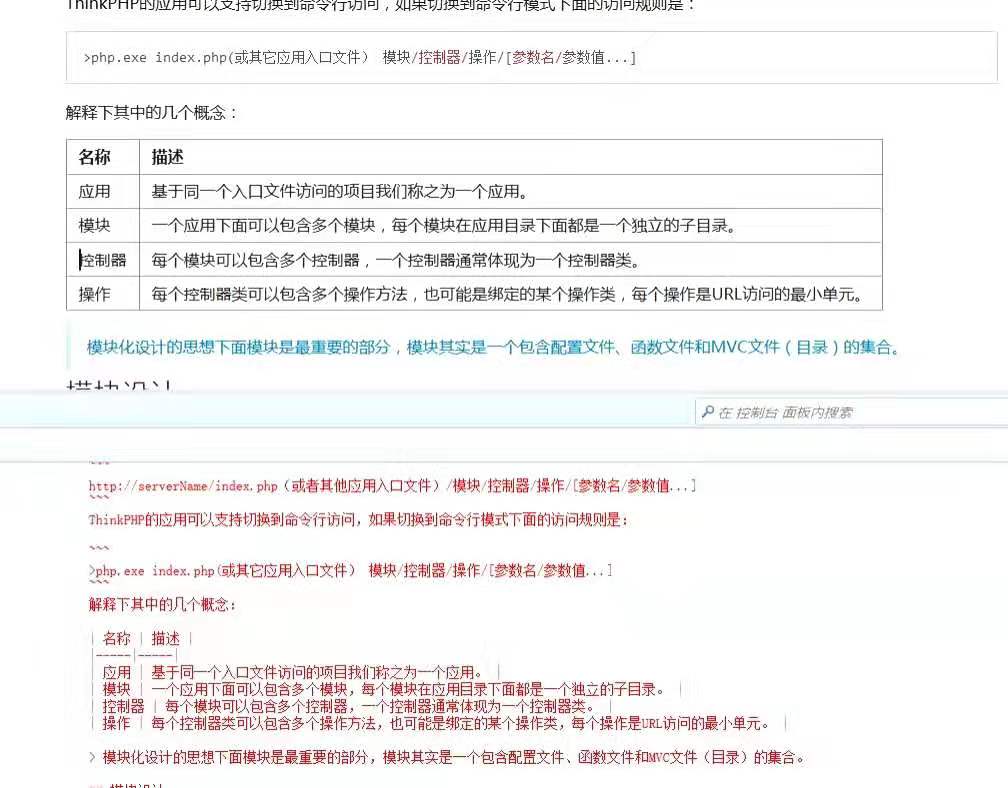 ThinkPHP的应用可以支持切换到命令行访问，如果切换到命令行模式下面的访问规则是：
>php.exe index.php(或其它应用入口文件) 模块/控制器/操作/[参数名/参数值...]
解释下其中的几个概念：
名称 描述
应用 基于同一个入口文件访问的项目我们称之为一个应用。
模块 一个应用下面可以包含多个模块，每个模块在应用目录下面都是一个独立的子目录。
控制器 每个模块可以包含多个控制器，一个控制器通常体现为一个控制器类。
操作 每个控制器类可以包含多个操作方法，也可能是绑定的某个操作类，每个操作是URL访问的最小单元。
模块化设计的思想下面模块是最重要的部分，模块其实是一个包含配置文件、函数文件和MVC文件（目录）的集合。
模块设计
在 控制台 面板内搜索
~~~
http://serverName/index.php（或者其他应用入口文件）/模块/控制器/操作/[参数名/参数值...]
~~~
ThinkPHP的应用可以支持切换到命令行访问，如果切换到命令行模式下面的访问规则是：
~~~
>php.exe index.php(或其它应用入口文件) 模块/控制器/操作/[参数名/参数值...]
~~~
解释下其中的几个概念：
| 名称 | 描述 |
|-----|-----|
| 应用 | 基于同一个入口文件访问的项目我们称之为一个应用。 |
| 模块 | 一个应用下面可以包含多个模块，每个模块在应用目录下面都是一个独立的子目录。 |
| 控制器 | 每个模块可以包含多个控制器，一个控制器通常体现为一个控制器类。 |
| 操作 | 每个控制器类可以包含多个操作方法，也可能是绑定的某个操作类，每个操作是URL访问的最小单元。 |
> 模块化设计的思想下面模块是最重要的部分，模块其实是一个包含配置文件、函数文件和MVC文件（目录）的集合。
## 模块设计